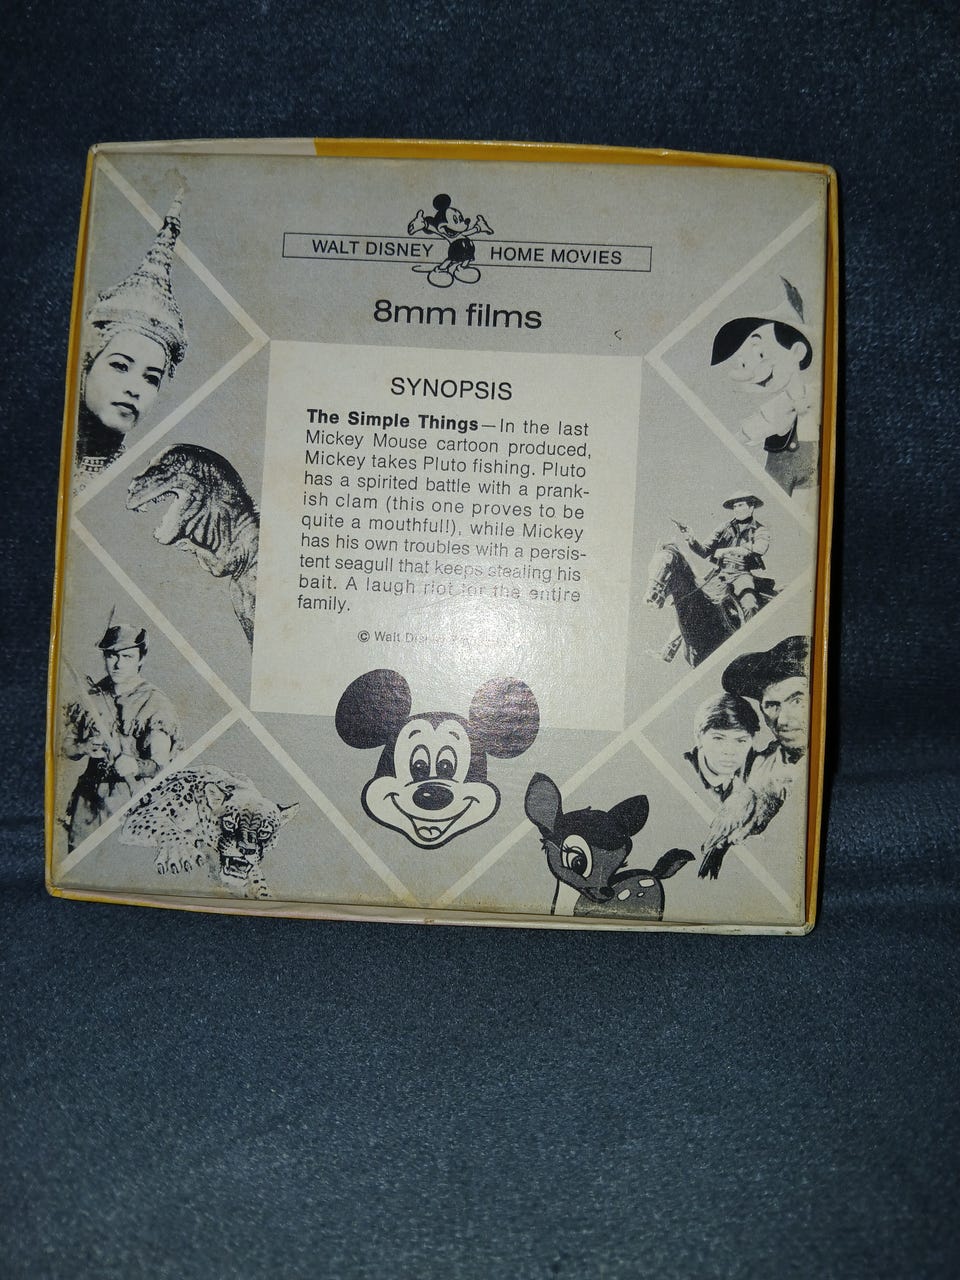 WALT DISNEY HOME MOVIES
8mm films
SYNOPSIS
The Simple Things—In the last
Mickey Mouse cartoon produced,
Mickey takes Pluto fishing. Pluto
has a spirited battle with a prank-
ish clam (this one proves to be
quite a mouthful!), while Mickey
has his own troubles with a persis-
tent seagull that keeps stealing his
bait. A laugh riot for the entire
family.
© Walt Disney